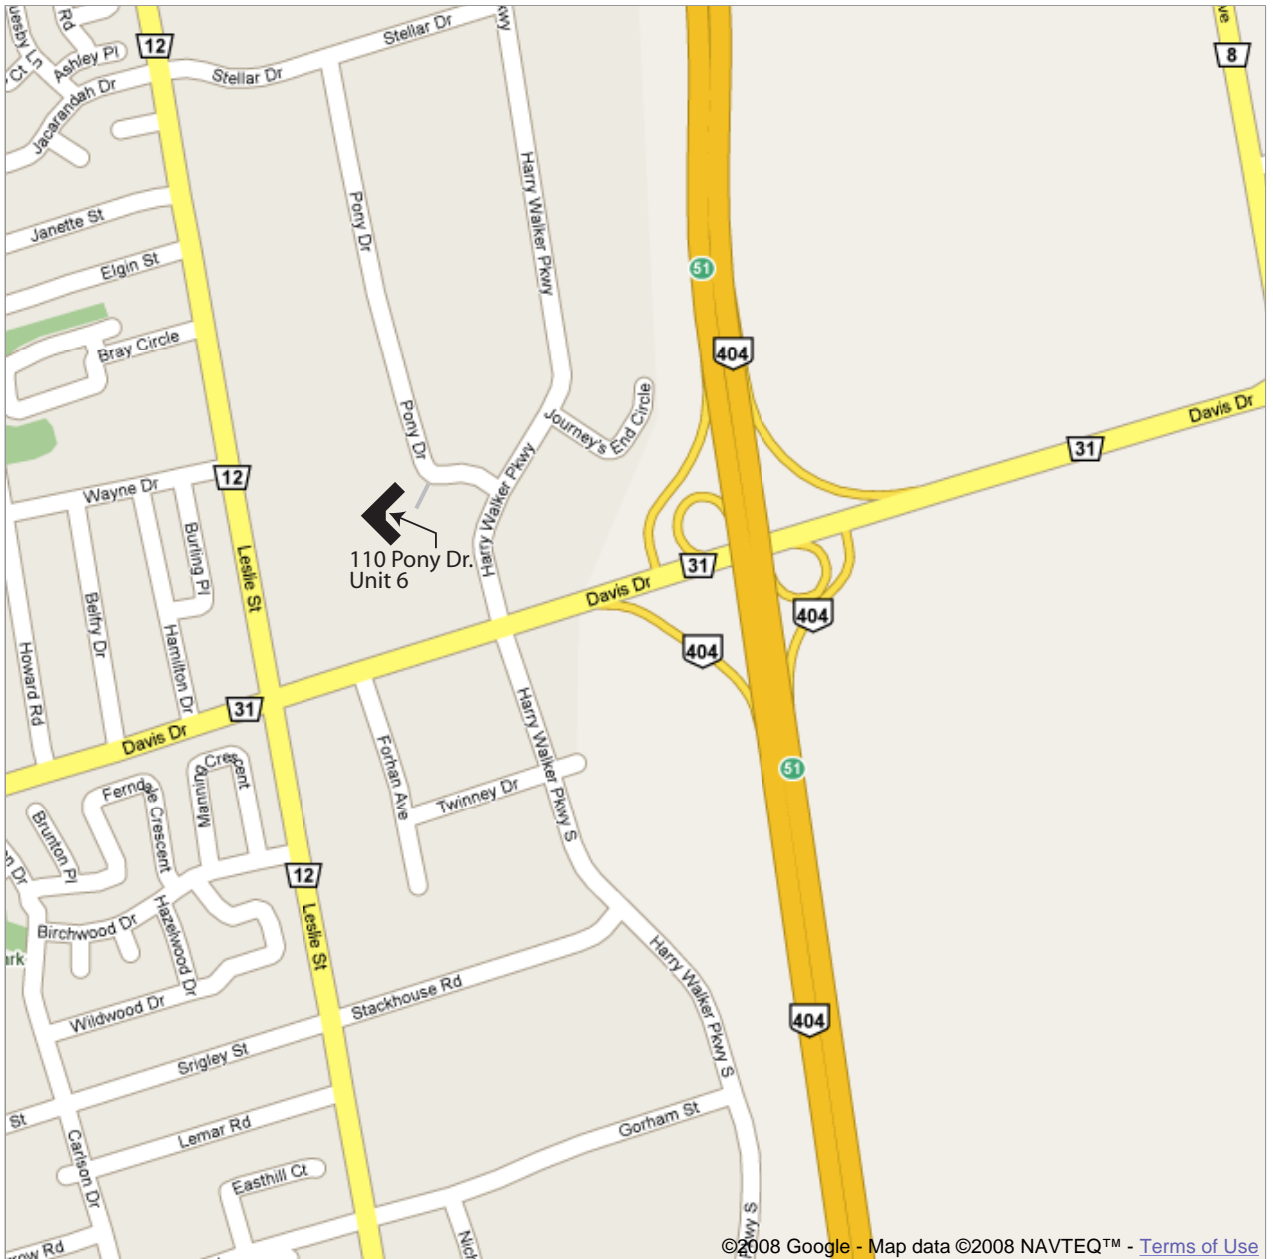 Rd
Stellar Dr
12
8
Ashley Pl
Ct
Stellar Dr
Jacarandah Dr
Harry Walker Pkwy
Pony Dr
Janette St
Elgin St
51
Bray Circle
404
Davis Dr
Journey's End Circle
Pony Dr
31
Harry Walker Pkwy
12
Wayne Dr
Burling Pl
Leslie St
110 Pony Dr.
Unit 6
31
Davis Dr
Belfry Dr
404
Hamilton Dr
404
Howard Rd
31
Davis Dr
Harry Walker Pkwy S
Forhan Ave
51
Manning Crescent
Twinney Dr
Ferndale Crescent
Brunton Pl
12
Birchwood Dr
Hazelwood Dr
Leslie St
Harry Walker Pkwy S
Stackhouse Rd
Wildwood Dr
404
Srigley St
St
Gorham St
Lemar Rd
Carlson Dr
Easthill Ct
©2008 Google - Map data ©2008 NAVTEQ™ - Terms of Use